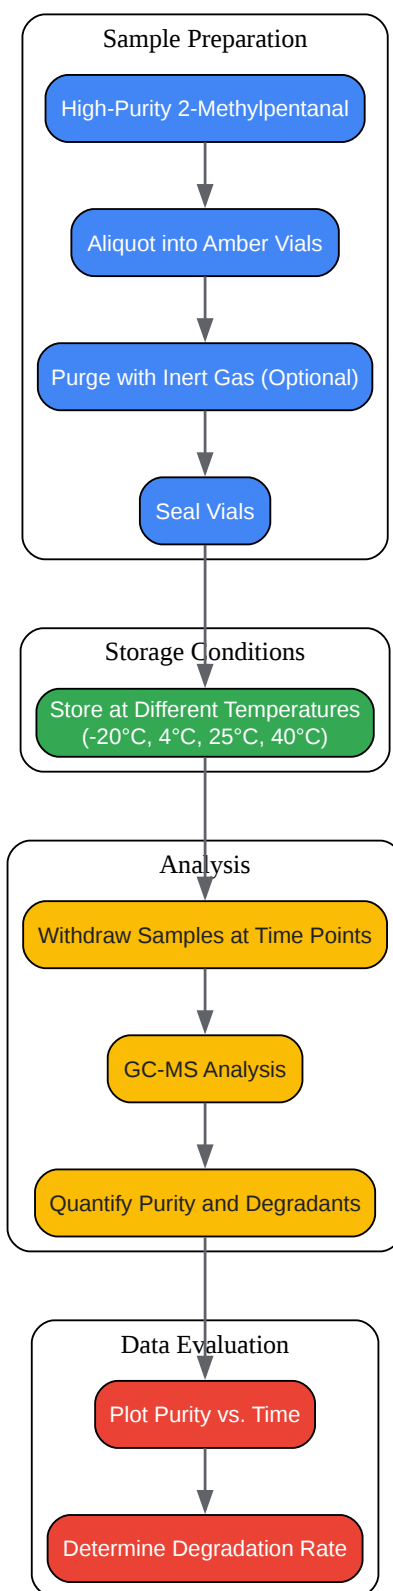 Sample Preparation
High-Purity 2-Methylpentanal
Aliquot into Amber Vials
Purge with Inert Gas (Optional)
Seal Vials
Storage Conditions
Store at Different Temperatures
(-20°C, 4°C, 25°C, 40°C)
Analysis
Withdraw Samples at Time Points
GC-MS Analysis
Quantify Purity and Degradants
Data Evaluation
Plot Purity vs. Time
Determine Degradation Rate